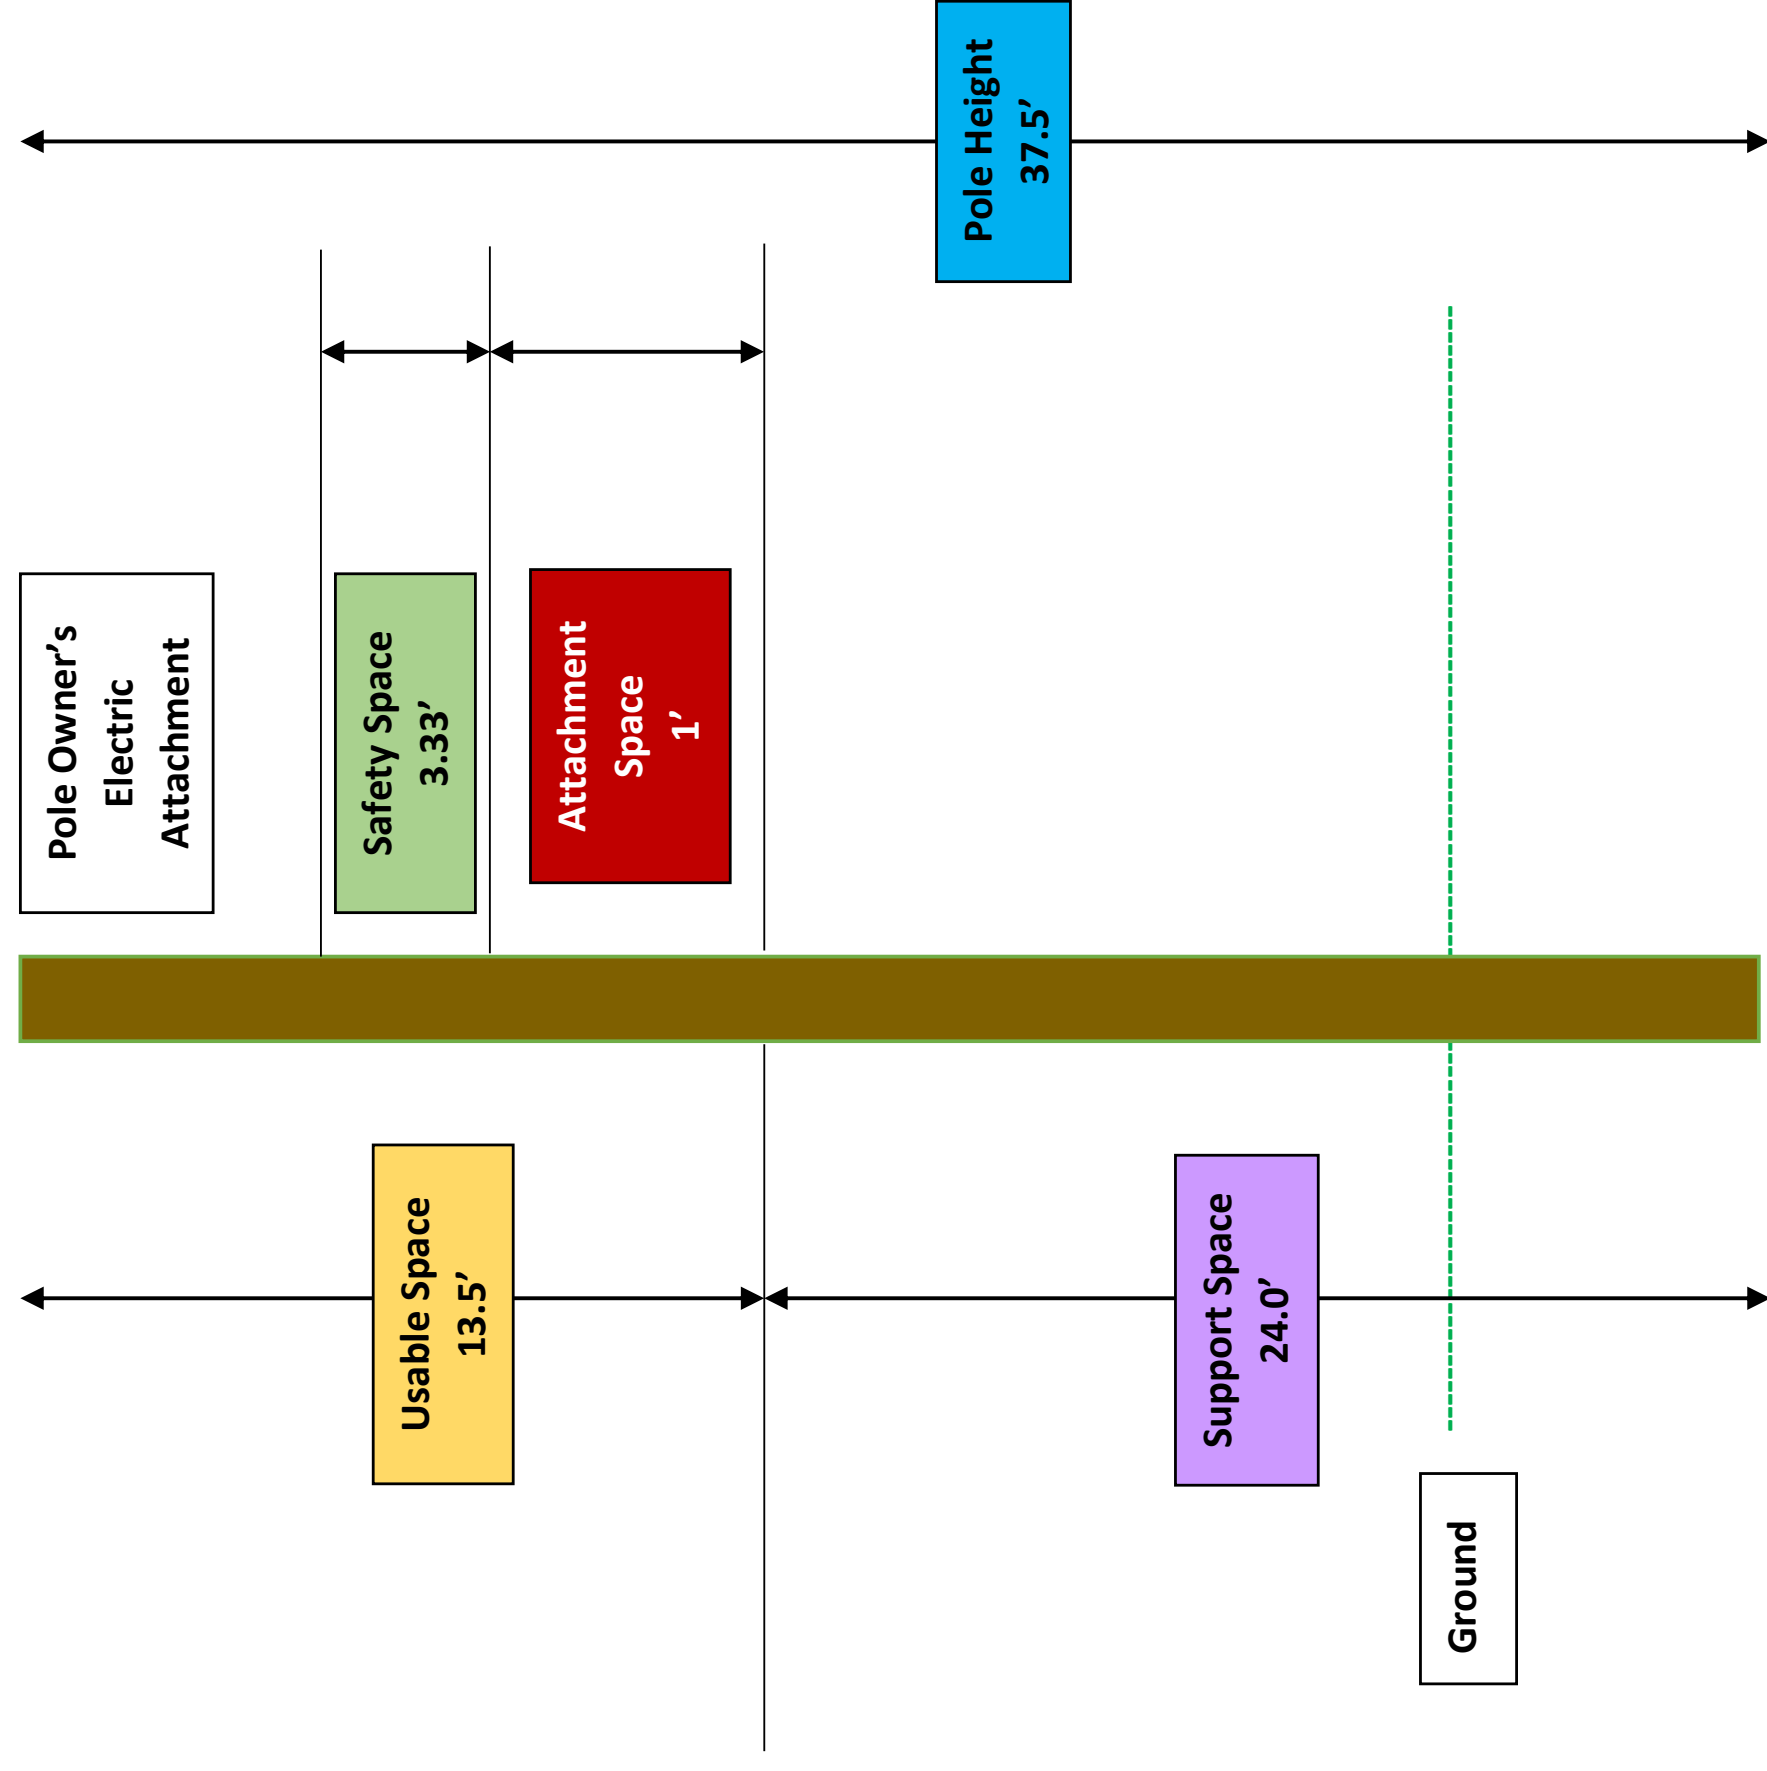 Pole Owner’s
Electric
Attachment
Safety Space
3.33’
Attachment
Space
1’
Pole Height
37.5’
Usable Space
13.5’
Support Space
24.0’
Ground